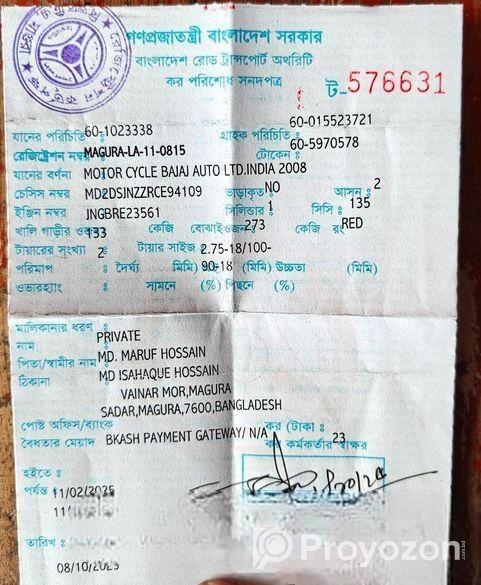 গণপ্রজাতন্ত্রী বাংলাদেশ সরকার
বাংলাদেশ রোড ট্রান্সপোর্ট অথরিটি
কর পরিশোধ সনদপত্র
ট-576631
যানের পরিচিতি 60-1023338 গ্রাহক পরিচিতি : 60-015523721
রেজিষ্ট্রেশন নম্বর MAGURA-LA-11-0815 টোকেন : 60-5970578
যানের বর্ণনা : MOTOR CYCLE BAJAJ AUTO LTD.INDIA 2008
চেসিস নম্বর MD2DSJNZZRCE94109 ভাড়াকৃত NO আসন : 2
ইঞ্জিন নম্বর JNGBRE23561 সিলিন্ডার 1 সিসি : 135
খালি গাড়ীর ওজন 133 কেজি বোঝাই ওজন 273 কেজি রং RED
টায়ারের সংখ্যা 2 টায়ার সাইজ : 2.75-18/100-
পরিমাপ : দৈর্ঘ্য (মিমি) 90-18 (মিমি) উচ্চতা (মিমি)
ওভারহ্যাং : সামনে (%) পিছনে (%)
মালিকানার ধরণ : PRIVATE
নাম MD. MARUF HOSSAIN
পিতা/স্বামীর নাম MD ISAHAQUE HOSSAIN
ঠিকানা VAINAR MOR,MAGURA
SADAR,MAGURA,7600,BANGLADESH
পোষ্ট অফিস/ব্যাংক কর (টাকা :
বৈধতার মেয়াদ BKASH PAYMENT GATEWAY/ N/A 23
কর কর্মকর্তার স্বাক্ষর
হইতে :
পর্যন্ত : 11/02/2025
11
তারিখ :
08/10/2023
Proyozon